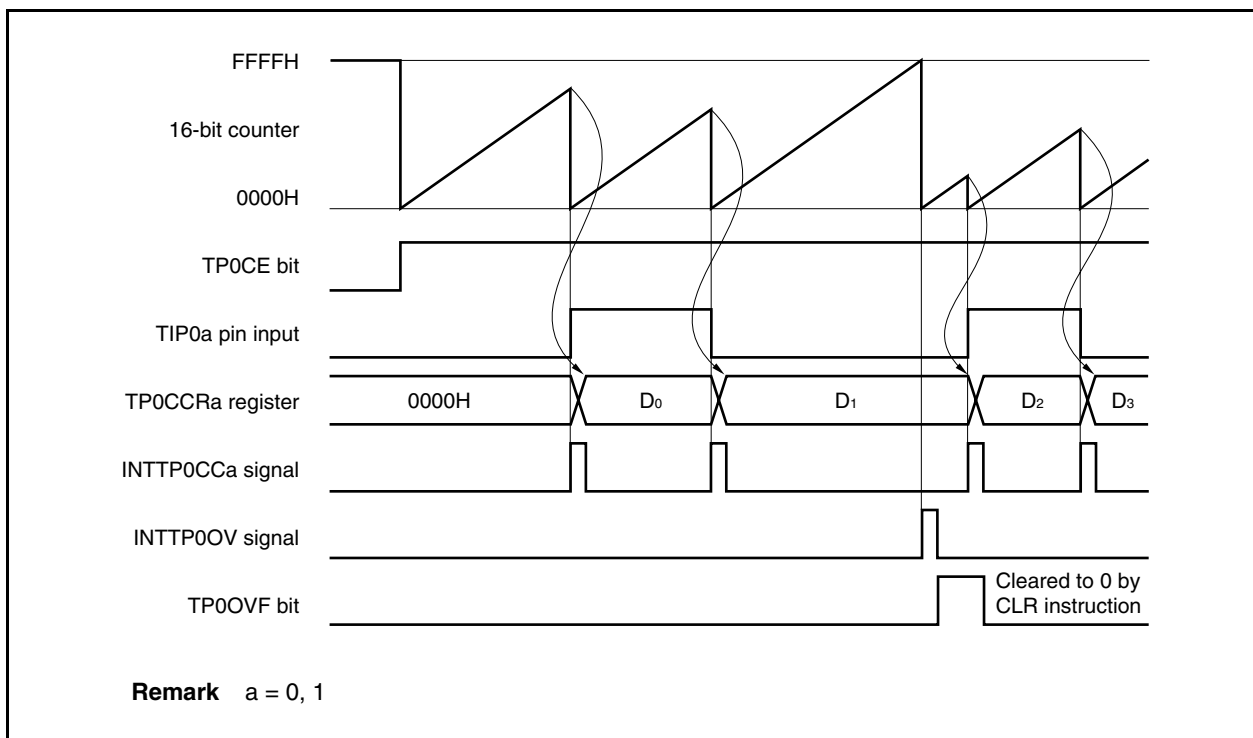 FFFFH
16-bit counter
0000H
TP0CE bit
TIP0a pin input
TP0CCRa register
0000H D0 D1 D2 D3
INTTP0CCa signal
INTTP0OV signal
TP0OVF bit
Cleared to 0 by
CLR instruction
Remark a = 0, 1